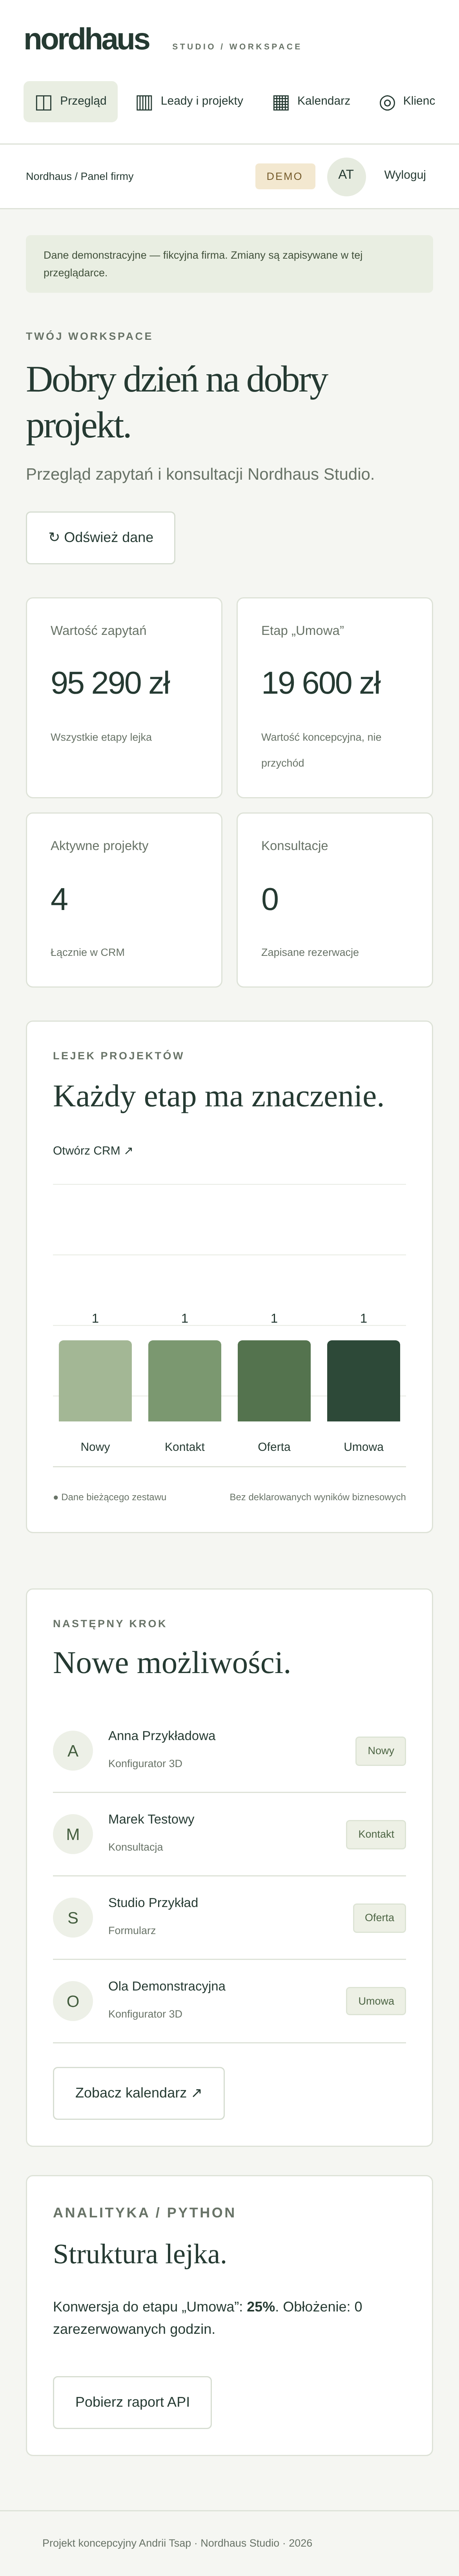 nordhaus
STUDIO / WORKSPACE
Przegląd
Leady i projekty
Kalendarz
Klienc
Nordhaus / Panel firmy
DEMO
AT
Wyloguj
Dane demonstracyjne — fikcyjna firma. Zmiany są zapisywane w tej
przeglądarce.
TWÓJ WORKSPACE
Dobry dzień na dobry
projekt.
Przegląd zapytań i konsultacji Nordhaus Studio.
↻ Odśwież dane
Wartość zapytań
95 290 zł
Wszystkie etapy lejka
Etap „Umowa”
19 600 zł
Wartość koncepcyjna, nie
przychód
Aktywne projekty
4
Łącznie w CRM
Konsultacje
0
Zapisane rezerwacje
LEJEK PROJEKTÓW
Każdy etap ma znaczenie.
Otwórz CRM ↗
1 1 1 1
Nowy Kontakt Oferta Umowa
● Dane bieżącego zestawu
Bez deklarowanych wyników biznesowych
NASTĘPNY KROK
Nowe możliwości.
A
Anna Przykładowa
Konfigurator 3D
Nowy
M
Marek Testowy
Konsultacja
Kontakt
S
Studio Przykład
Formularz
Oferta
O
Ola Demonstracyjna
Konfigurator 3D
Umowa
Zobacz kalendarz ↗
ANALITYKA / PYTHON
Struktura lejka.
Konwersja do etapu „Umowa”: 25%. Obłożenie: 0
zarezerwowanych godzin.
Pobierz raport API
Projekt koncepcyjny Andrii Tsap · Nordhaus Studio · 2026